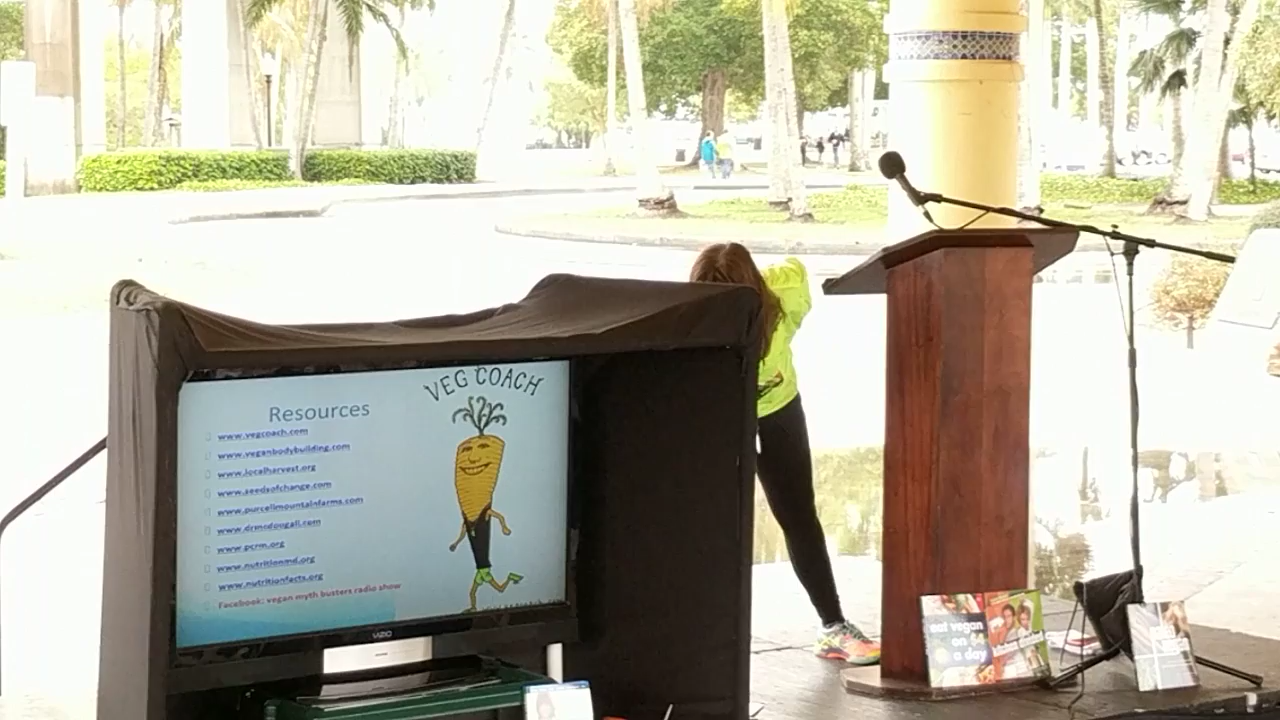 VEG COACH
Resources
www.vegcoach.com
www.veganbodybuilding.com
www.localharvest.org
www.seedsofchange.com
www.purcellmountainfarms.com
www.drmcdougall.com
www.pcrm.org
www.nutritionmd.org
www.nutritionfacts.org
Facebook: vegan myth busters radio show
VIZIO
eat vegan
on $4
a day